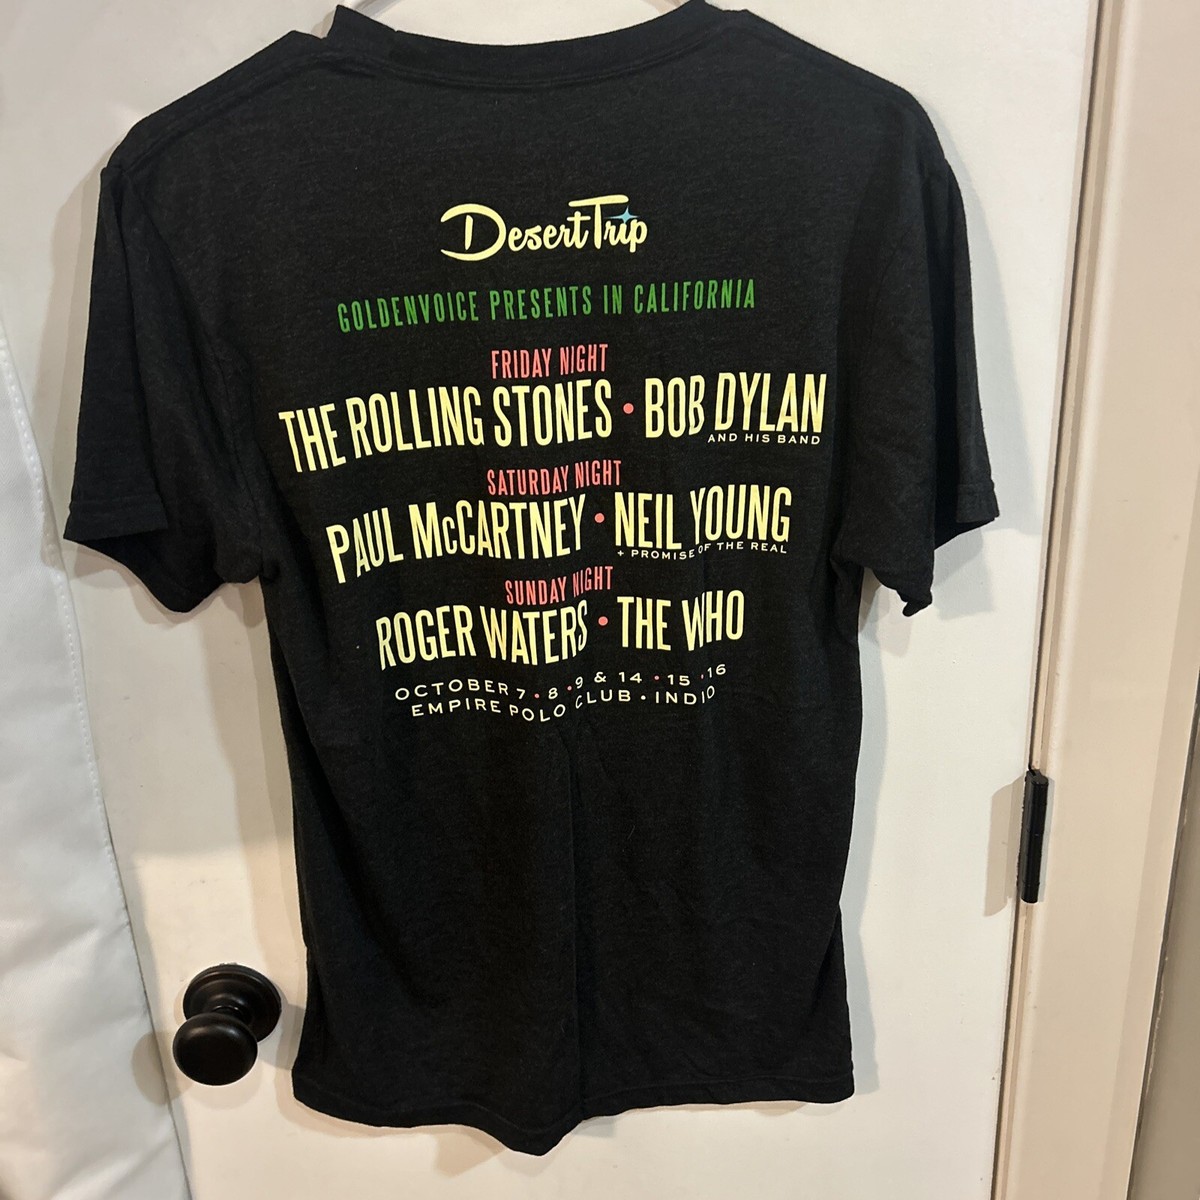 Desert Trip
GOLDENVOICE PRESENTS IN CALIFORNIA
FRIDAY NIGHT
THE ROLLING STONES • BOB DYLAN
AND HIS BAND
SATURDAY NIGHT
PAUL McCARTNEY • NEIL YOUNG
+ PROMISE OF THE REAL
SUNDAY NIGHT
ROGER WATERS • THE WHO
OCTOBER 7 • 8 • 9 & 14 • 15 • 16
EMPIRE POLO CLUB • INDIO